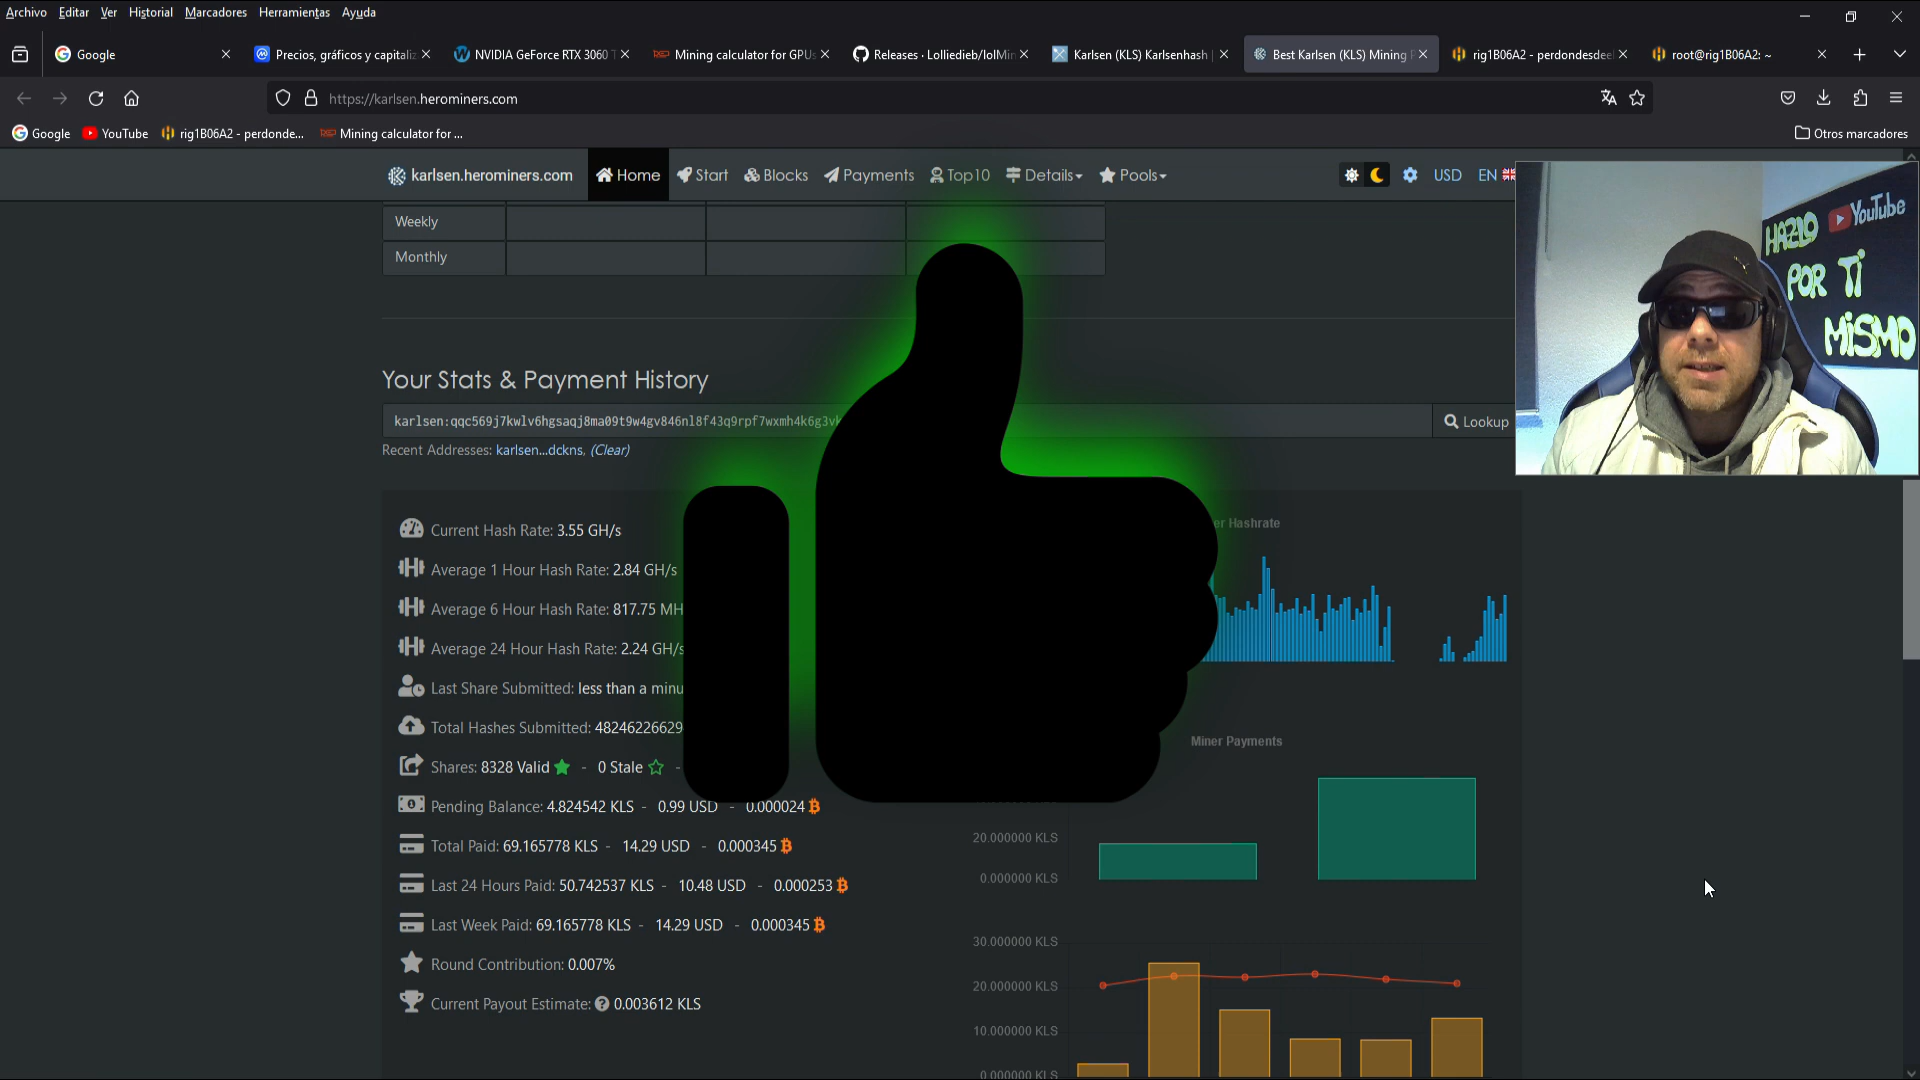 Archivo Editar Ver Historial Marcadores Herramientas Ayuda
Google
Precios, gráficos y capitaliz
NVIDIA GeForce RTX 3060 T
Mining calculator for GPUs
Releases · Lolliedieb/lolMin
Karlsen (KLS) Karlsenhash |
Best Karlsen (KLS) Mining P
rig1B06A2 - perdondesdeel
root@rig1B06A2: ~
https://karlsen.herominers.com
Google YouTube rig1B06A2 - perdonde... Mining calculator for ... Otros marcadores
karlsen.herominers.com Home Start Blocks Payments Top10 Details Pools USD EN
Weekly
Monthly
HAZLO YouTube
POR TI
MISMO
Your Stats & Payment History
karlsen:qqc569j7kwlv6hgsaqj8ma09t9w4gv846nl8f43q9rpf7wxmh4k6g3vk
Lookup
Recent Addresses: karlsen...dckns, (Clear)
Current Hash Rate: 3.55 GH/s
er Hashrate
Average 1 Hour Hash Rate: 2.84 GH/s
Average 6 Hour Hash Rate: 817.75 MH
Average 24 Hour Hash Rate: 2.24 GH/s
Last Share Submitted: less than a minu
Total Hashes Submitted: 48246226629
Miner Payments
Shares: 8328 Valid - 0 Stale -
Pending Balance: 4.824542 KLS - 0.99 USD - 0.000024
20.000000 KLS
Total Paid: 69.165778 KLS - 14.29 USD - 0.000345
0.000000 KLS
Last 24 Hours Paid: 50.742537 KLS - 10.48 USD - 0.000253
Last Week Paid: 69.165778 KLS - 14.29 USD - 0.000345
30.000000 KLS
Round Contribution: 0.007%
20.000000 KLS
Current Payout Estimate: 0.003612 KLS
10.000000 KLS
0.000000 KLS